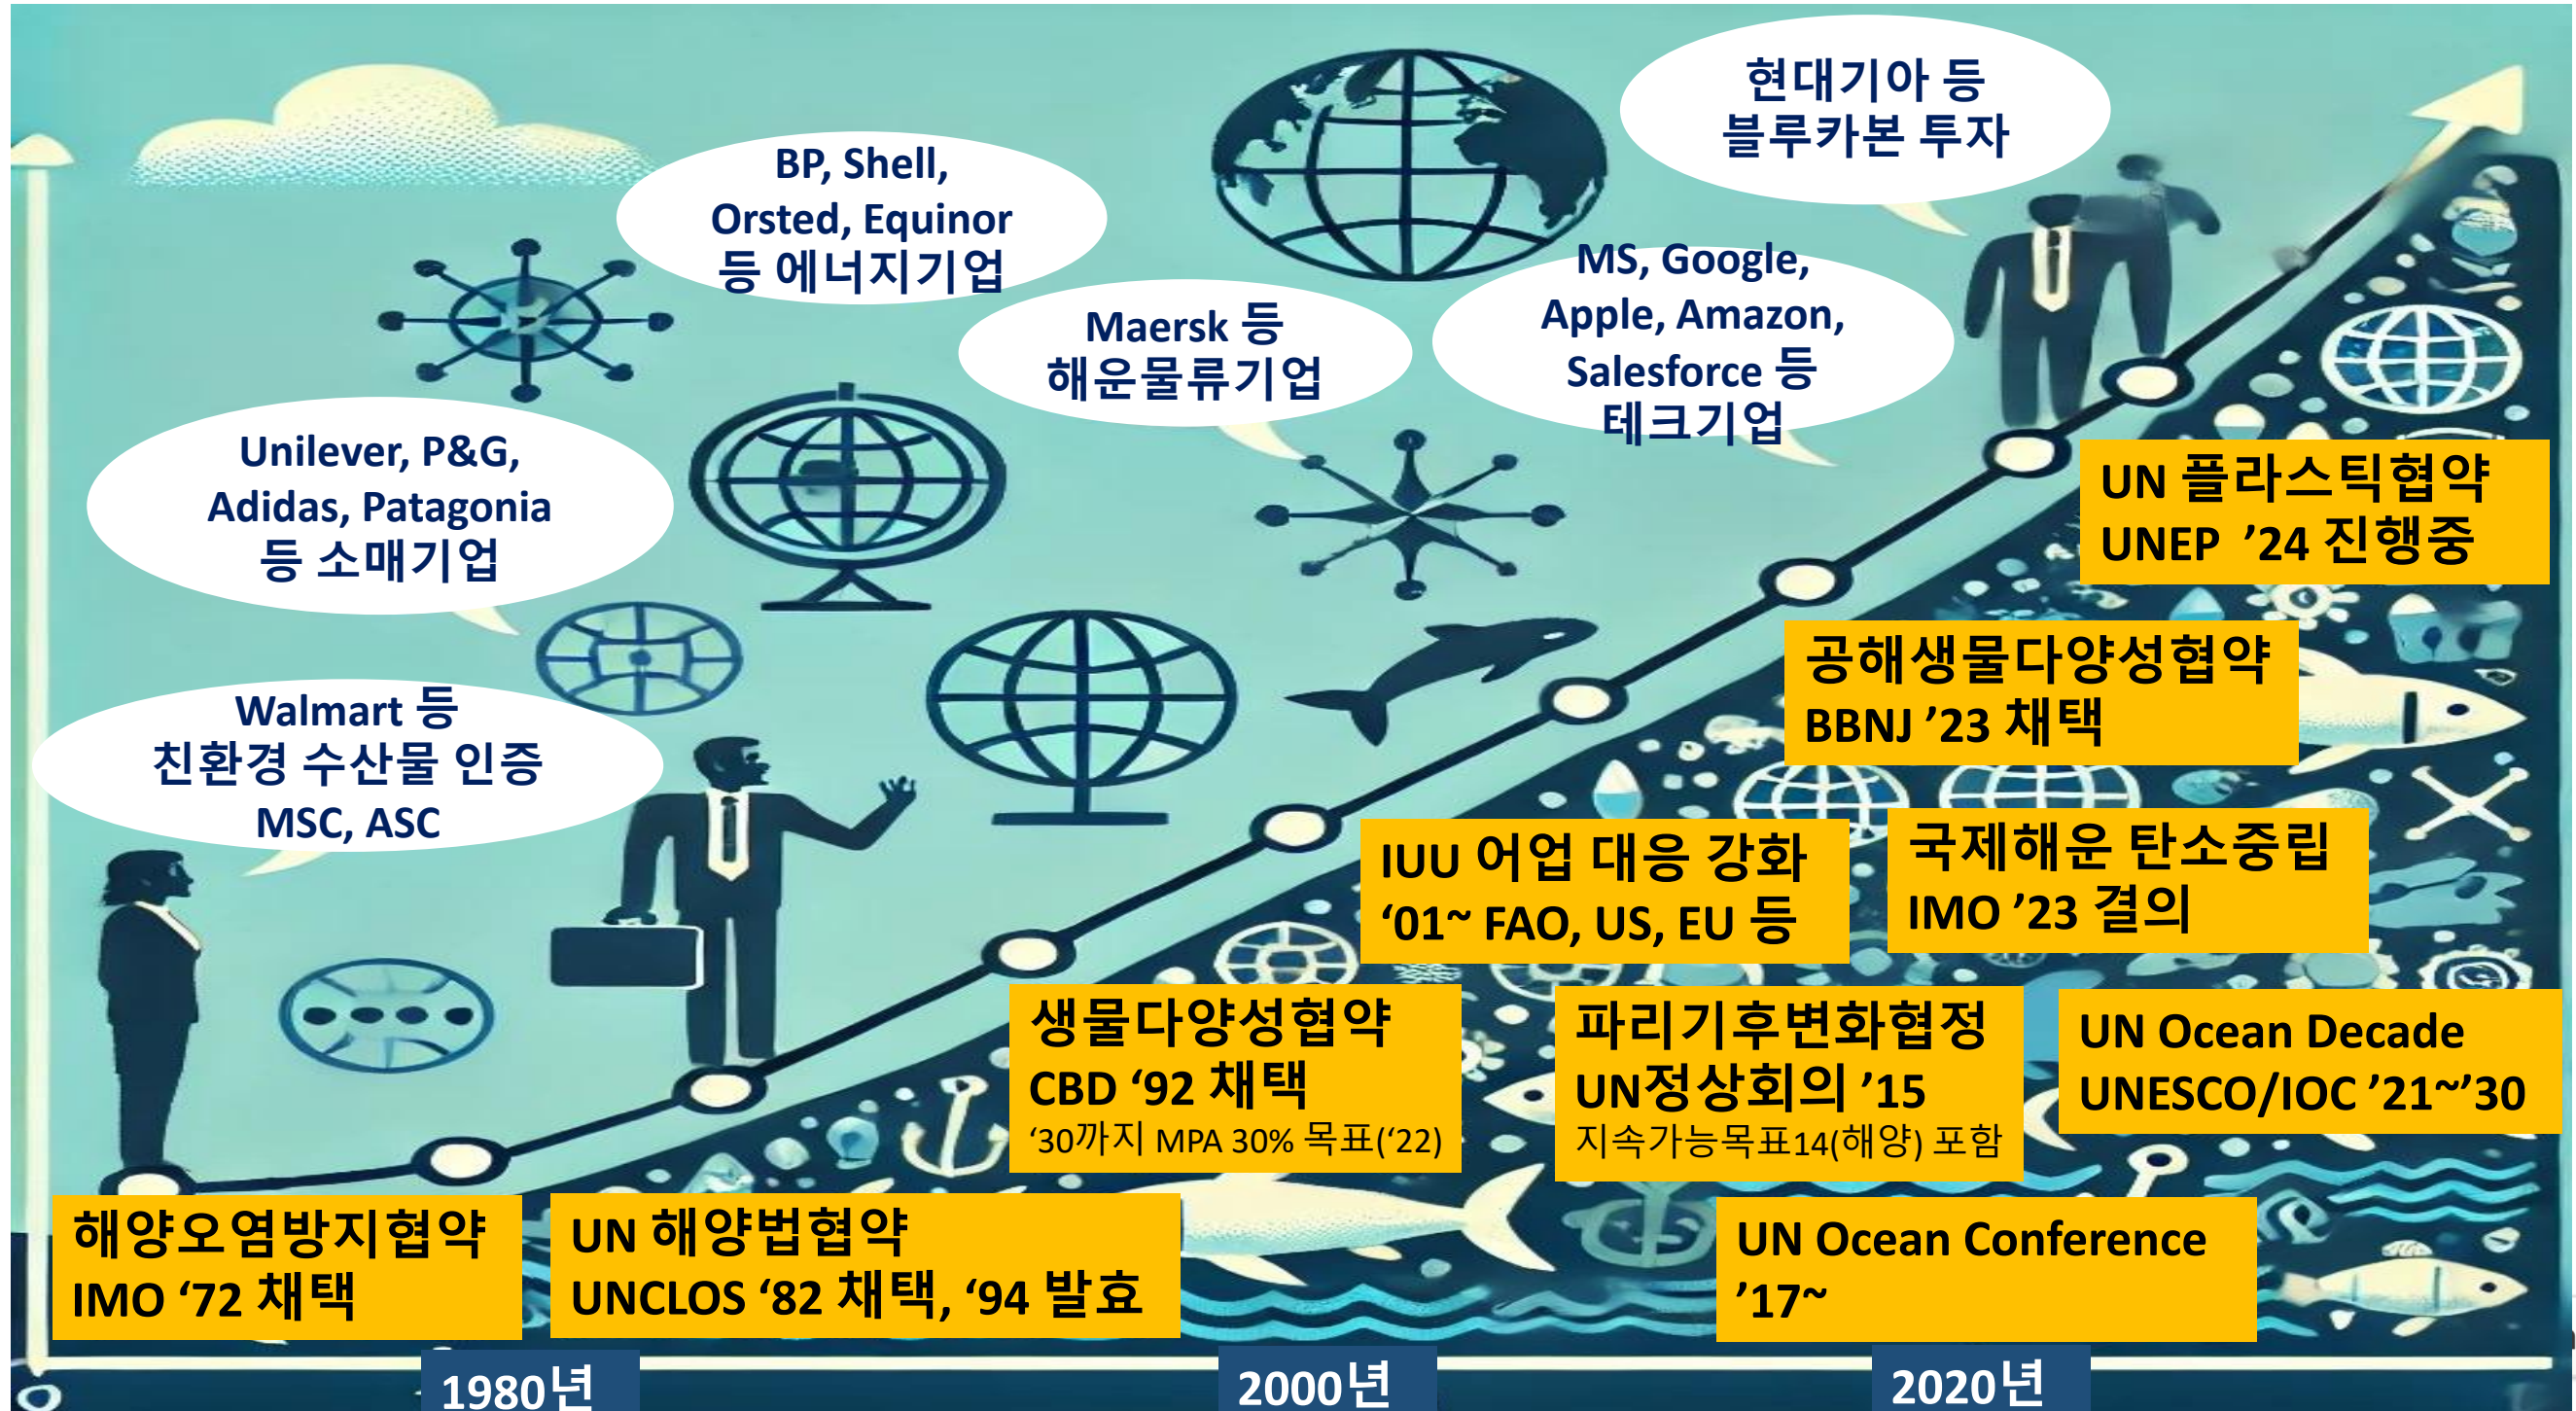 현대기아 등
블루카본 투자
BP, Shell,
Orsted, Equinor
등 에너지기업
MS, Google,
Apple, Amazon,
Salesforce 등
테크기업
Maersk 등
해운물류기업
Unilever, P&G,
Adidas, Patagonia
등 소매기업
Walmart 등
친환경 수산물 인증
MSC, ASC
UN 플라스틱협약
UNEP ’24 진행중
공해생물다양성협약
BBNJ ’23 채택
IUU 어업 대응 강화
‘01~ FAO, US, EU 등
국제해운 탄소중립
IMO ’23 결의
생물다양성협약
CBD ‘92 채택
‘30까지 MPA 30% 목표(‘22)
파리기후변화협정
UN정상회의 ’15
지속가능목표14(해양) 포함
UN Ocean Decade
UNESCO/IOC ’21~’30
해양오염방지협약
IMO ‘72 채택
UN 해양법협약
UNCLOS ‘82 채택, ‘94 발효
UN Ocean Conference
’17~
1980년
2000년
2020년